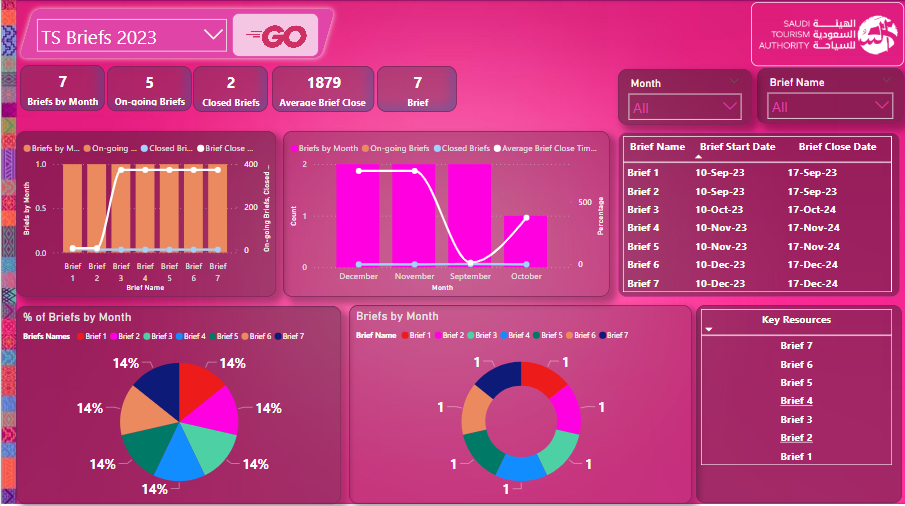 TS Briefs 2023
GO
الهيئة
السعودية
للسياحة
SAUDI
TOURISM
AUTHORITY
7
Briefs by Month
5
On-going Briefs
2
Closed Briefs
1879
Average Brief Close
7
Brief
Month
All
Brief Name
All
Briefs by M... On-going ... Closed Bri... Brief Close ...
Briefs by Month
1.0
0.5
0.0
400
200
0
On-going Briefs, Closed ...
Brief 1
Brief 2
Brief 3
Brief 4
Brief 5
Brief 6
Brief 7
Brief Name
Briefs by Month On-going Briefs Closed Briefs Average Brief Close Tim...
Count
2
1
0
500
0
Percentage
December November September October
Month
Brief Name Brief Start Date Brief Close Date
Brief 1 10-Sep-23 17-Sep-23
Brief 2 10-Sep-23 17-Sep-23
Brief 3 10-Oct-23 17-Oct-24
Brief 4 10-Nov-23 17-Nov-24
Brief 5 10-Nov-23 17-Nov-24
Brief 6 10-Dec-23 17-Dec-24
Brief 7 10-Dec-23 17-Dec-24
% of Briefs by Month
Briefs Names Brief 1 Brief 2 Brief 3 Brief 4 Brief 5 Brief 6 Brief 7
14%
14%
14%
14%
14%
14%
14%
Briefs by Month
Brief Name Brief 1 Brief 2 Brief 3 Brief 4 Brief 5 Brief 6 Brief 7
1
1
1
1
1
1
1
Key Resources
Brief 7
Brief 6
Brief 5
Brief 4
Brief 3
Brief 2
Brief 1